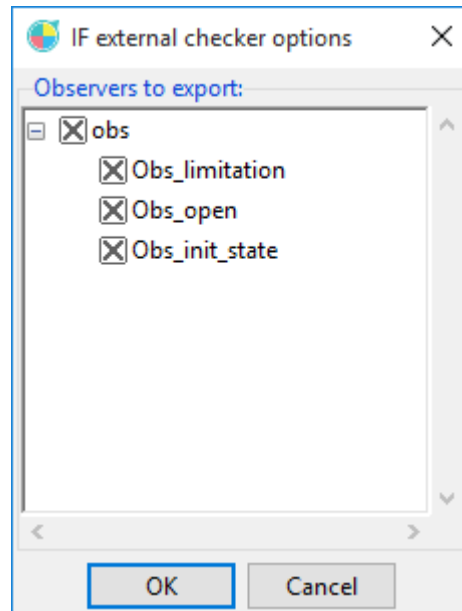 IF external checker options
Observers to export:
obs
Obs_limitation
Obs_open
Obs_init_state
OK
Cancel